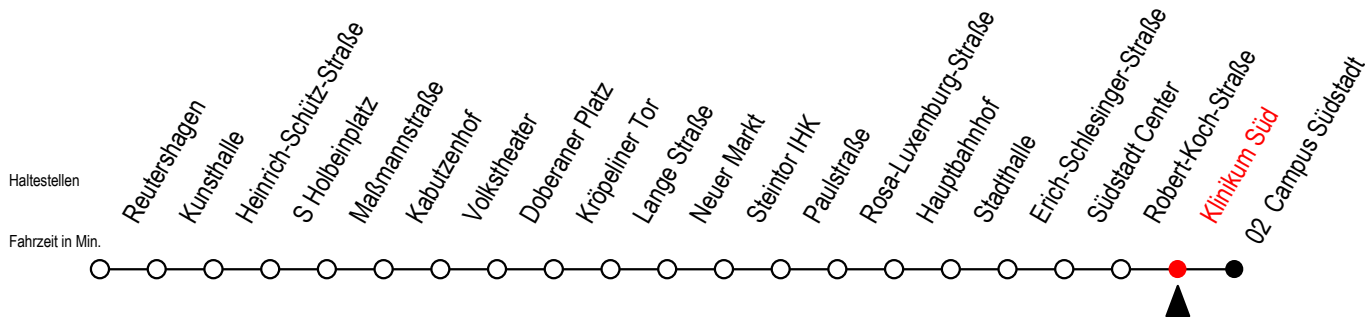 Haltestellen
Reutershagen
Kunsthalle
Heinrich-Schütz-Straße
S Holbeinplatz
Maßmannstraße
Kabutzenhof
Volkstheater
Doberaner Platz
Kröpeliner Tor
Lange Straße
Neuer Markt
Steintor IHK
Paulstraße
Rosa-Luxemburg-Straße
Hauptbahnhof
Stadthalle
Erich-Schlesinger-Straße
Südstadt Center
Robert-Koch-Straße
Klinikum Süd
02 Campus Südstadt
Fahrzeit in Min.